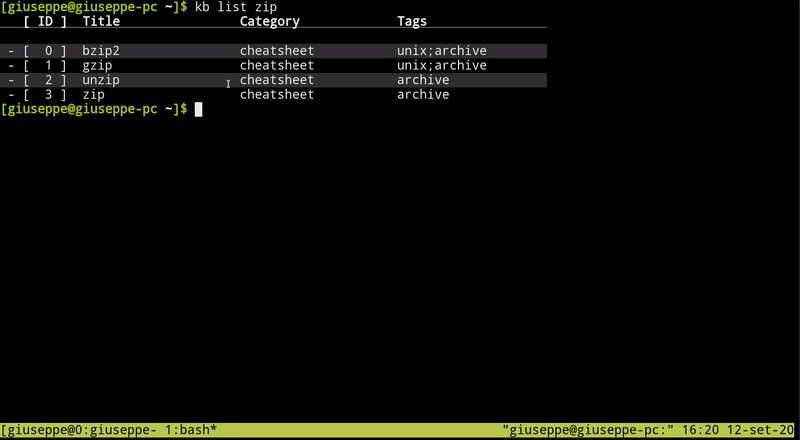 [giuseppe@giuseppe-pc ~]$ kb list zip
[ ID ] Title Category Tags
- [ 0 ] bzip2 cheatsheet unix;archive
- [ 1 ] gzip cheatsheet unix;archive
- [ 2 ] unzip cheatsheet archive
- [ 3 ] zip cheatsheet archive
[giuseppe@giuseppe-pc ~]$
[giuseppe@0:giuseppe- 1:bash* "giuseppe@giuseppe-pc:" 16:20 12-set-20